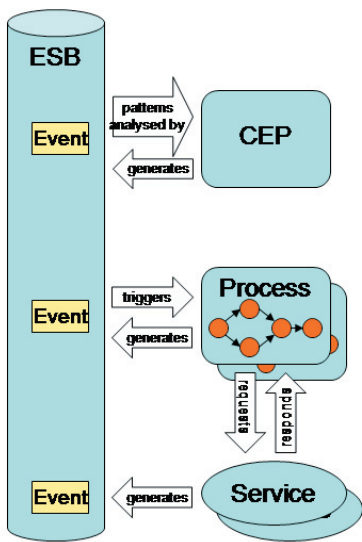 ESB
patterns
analysed by
CEP
Event
generates
Process
triggers
Event
generates
requests
responds
Service
Event
generates